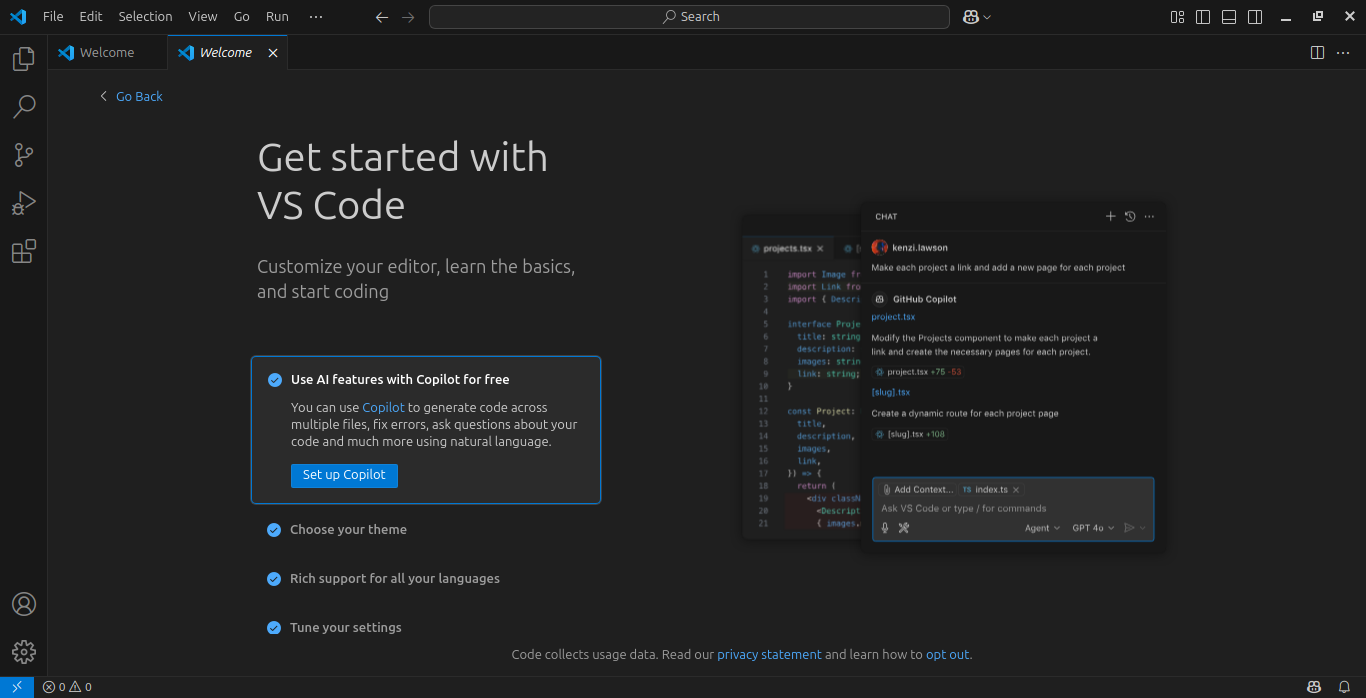 File Edit Selection View Go Run ···
Search
Welcome
Welcome
Go Back
Get started with
VS Code
Customize your editor, learn the basics,
and start coding
Use AI features with Copilot for free
You can use Copilot to generate code across
multiple files, fix errors, ask questions about your
code and much more using natural language.
Set up Copilot
Choose your theme
Rich support for all your languages
Tune your settings
projects.tsx
1 import Image fr
2 import Link fro
3 import { Descri
4
5 interface Proje
6 title: string
7 description:
8 images: strin
9 link: string;
10 }
11
12 const Project:
13 title,
14 description,
15 images,
16 link,
17 }) => {
18 return (
19 <div classN
20 <Descript
21 { images.
CHAT
kenzi.lawson
Make each project a link and add a new page for each project
GitHub Copilot
project.tsx
Modify the Projects component to make each project a
link and create the necessary pages for each project.
project.tsx +75 -53
[slug].tsx
Create a dynamic route for each project page
[slug].tsx +108
Add Context... TS index.ts
Ask VS Code or type / for commands
Agent GPT 4o
Code collects usage data. Read our privacy statement and learn how to opt out.
0 0